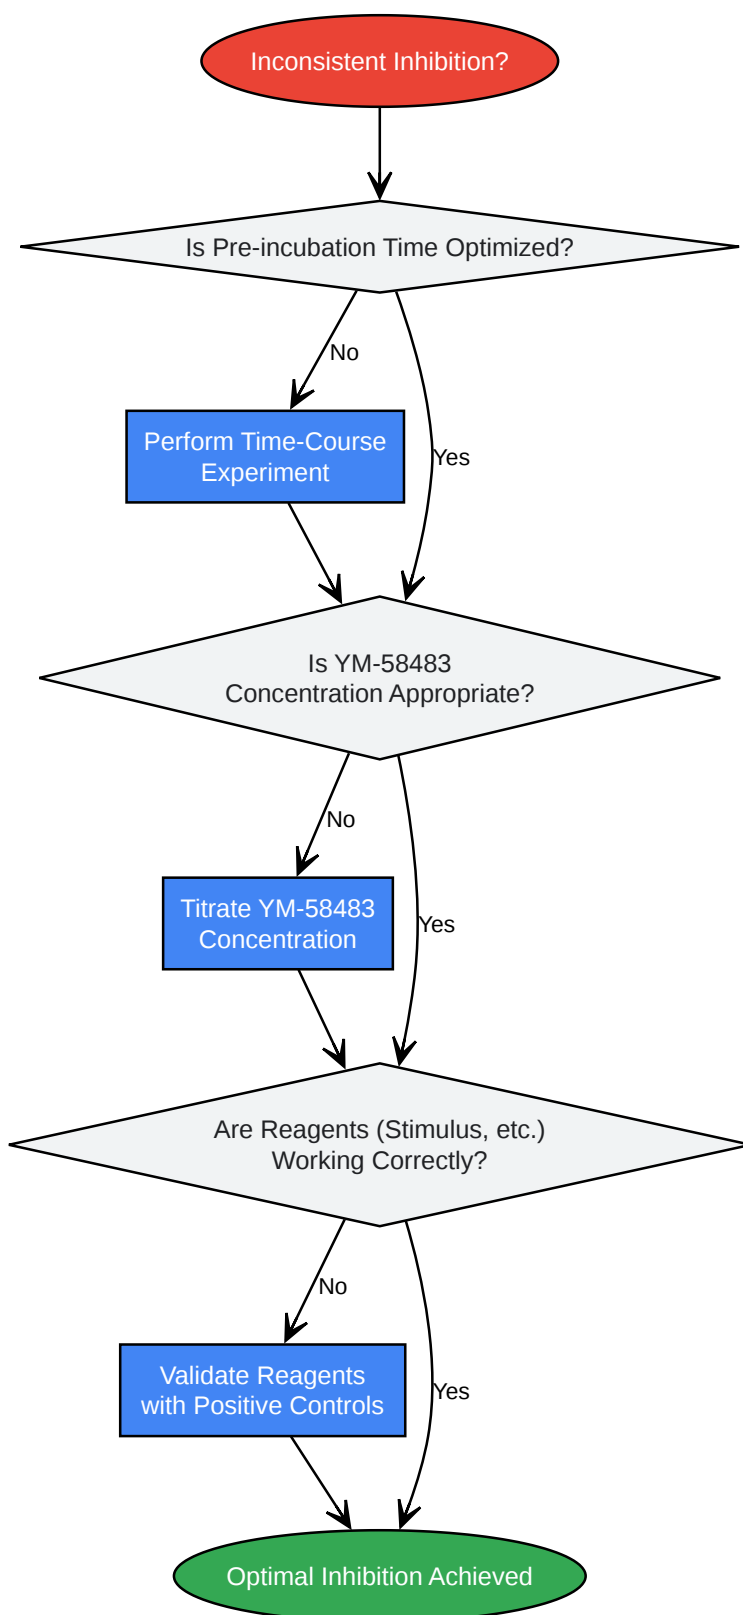 Inconsistent Inhibition?
Is Pre-incubation Time Optimized?
No
Perform Time-Course
Experiment
Yes
Is YM-58483
Concentration Appropriate?
No
Titrate YM-58483
Concentration
Yes
Are Reagents (Stimulus, etc.)
Working Correctly?
No
Validate Reagents
with Positive Controls
Yes
Optimal Inhibition Achieved